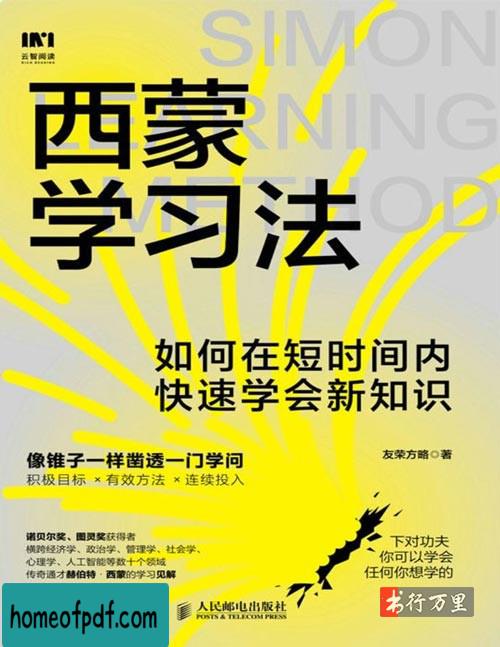 云智阅读
RICH READING
SIMON
LEARNING
METHOD
西蒙
学习法
如何在短时间内
快速学会新知识
像锥子一样凿透一门学问
积极目标 × 有效方法 × 连续投入
友荣方略◎著
诺贝尔奖、图灵奖获得者
横跨经济学、政治学、管理学、社会学、
心理学、人工智能等数十个领域
传奇通才赫伯特·西蒙的学习见解
下对功夫
你可以学会
任何你想学的
homeofpdf.com
人民邮电出版社
POSTS & TELECOM PRESS
书行万里